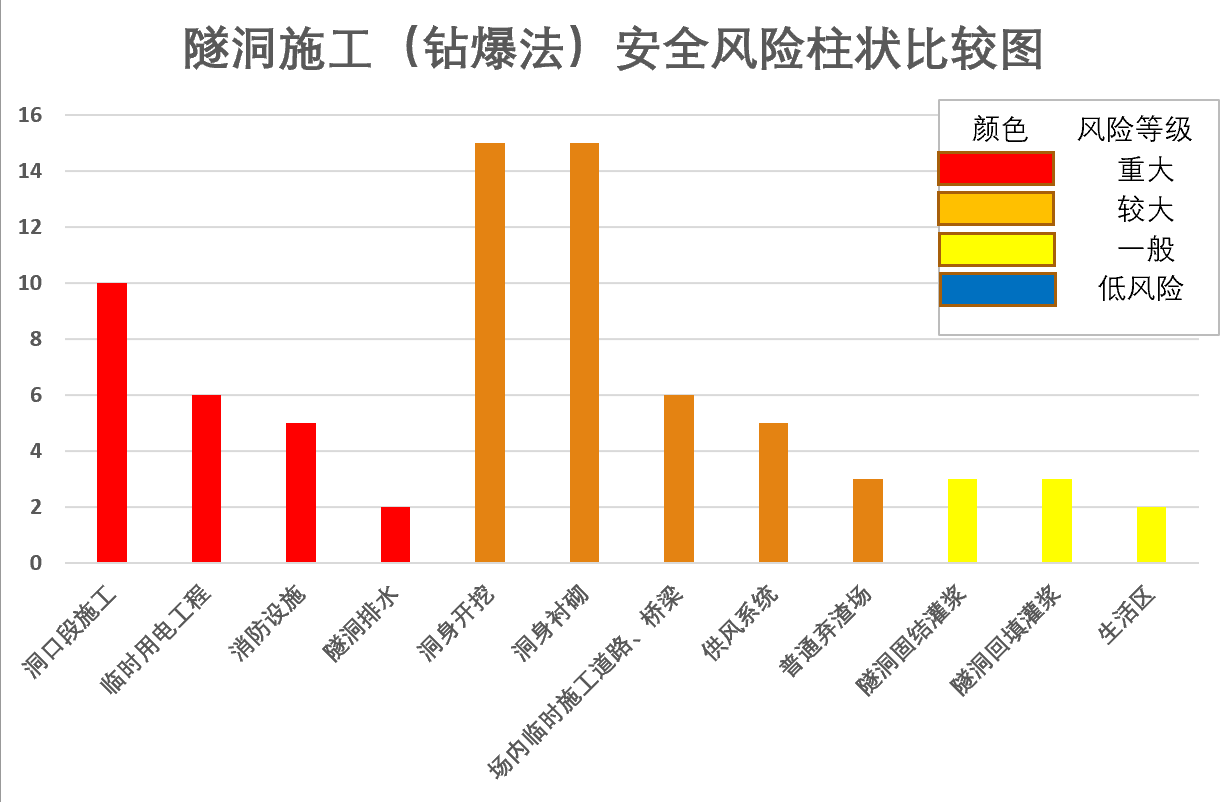 隧洞施工（钻爆法）安全风险柱状比较图
颜色 风险等级
重大
较大
一般
低风险
16
14
12
10
8
6
4
2
0
洞口段施工
临时用电工程
消防设施
隧洞排水
洞身开挖
洞身衬砌
场内临时施工道路、桥梁
供风系统
普通弃渣场
隧洞固结灌浆
隧洞回填灌浆
生活区